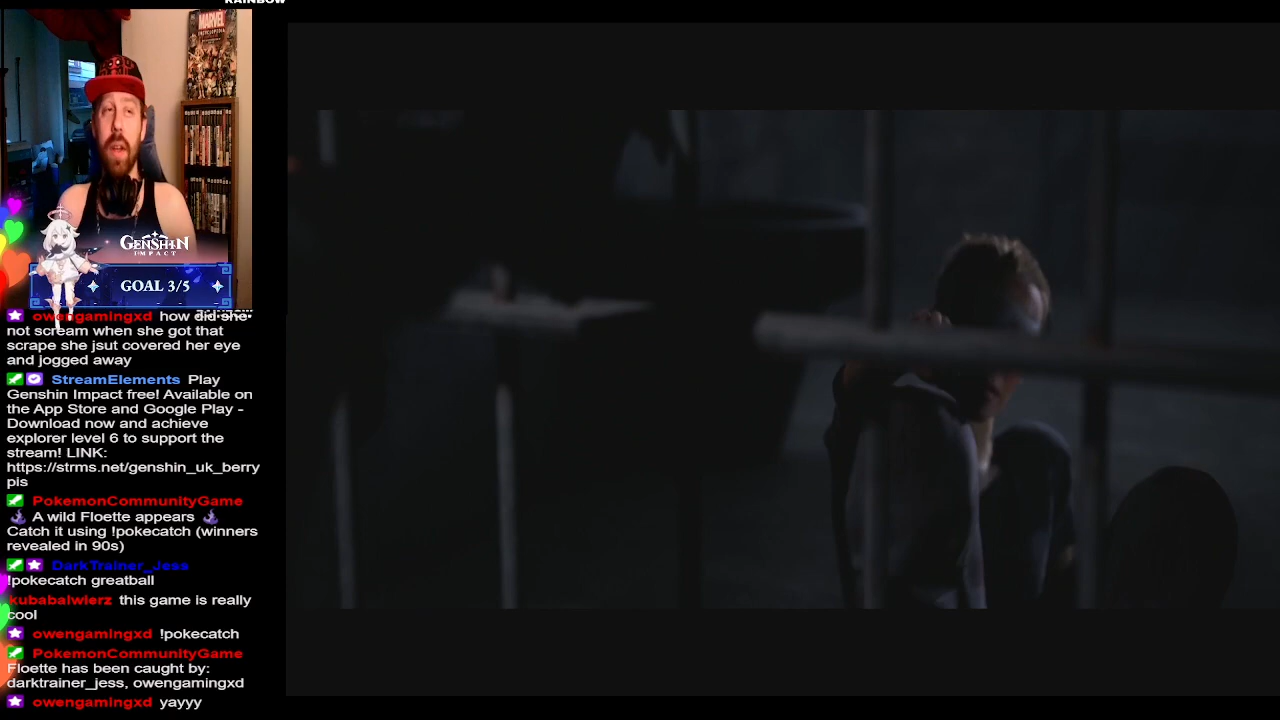 RAINBOW
MARVEL
ENCYCLOPEDIA
GENSHIN
IMPACT
GOAL 3/5
owengamingxd how did she
not scream when she got that
scrape she jsut covered her eye
and jogged away
StreamElements Play
Genshin Impact free! Available on
the App Store and Google Play -
Download now and achieve
explorer level 6 to support the
stream! LINK:
https://strms.net/genshin_uk_berry
pis
PokemonCommunityGame
A wild Floette appears
Catch it using !pokecatch (winners
revealed in 90s)
DarkTrainer_Jess
!pokecatch greatball
kubabalwierz this game is really
cool
owengamingxd !pokecatch
PokemonCommunityGame
Floette has been caught by:
darktrainer_jess, owengamingxd
owengamingxd yayyy